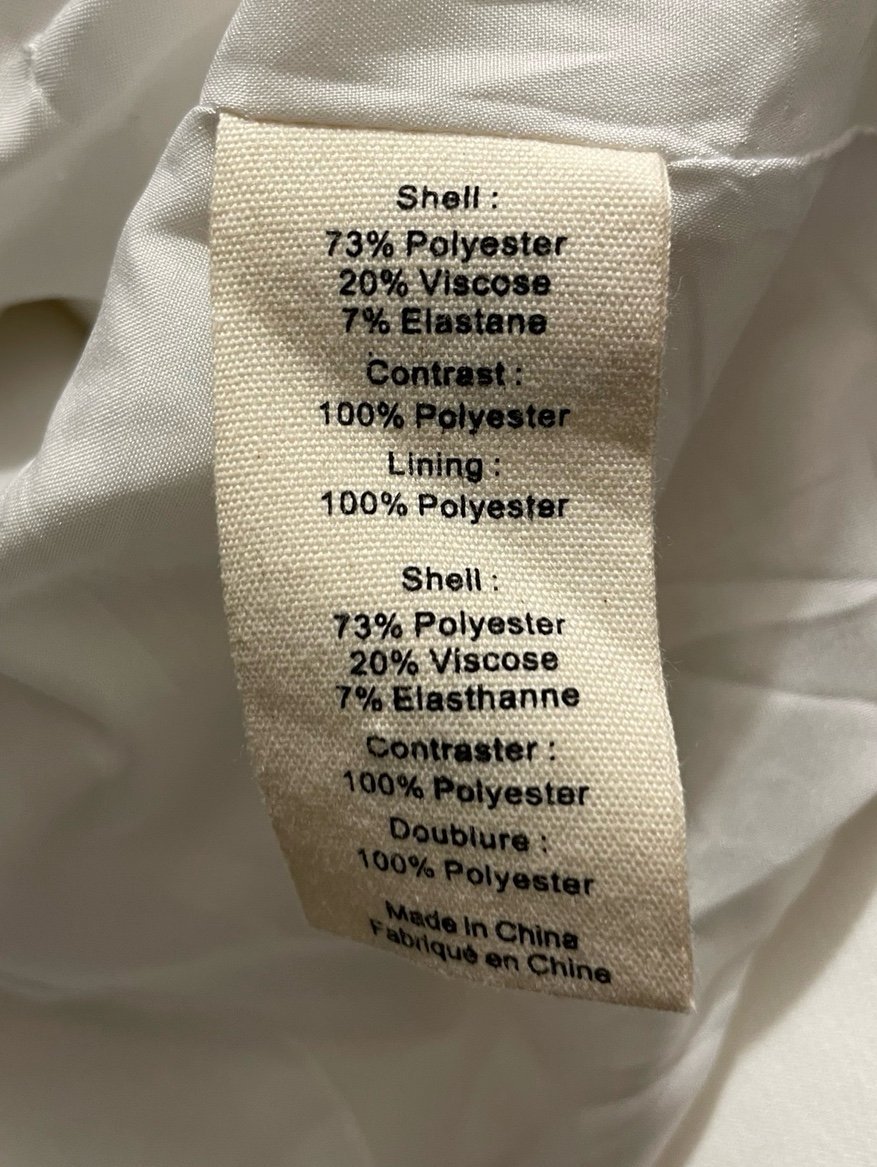 Shell :
73% Polyester
20% Viscose
7% Elastane
Contrast :
100% Polyester
Lining :
100% Polyester
Shell :
73% Polyester
20% Viscose
7% Elasthanne
Contraster :
100% Polyester
Doublure :
100% Polyester
Made In China
Fabriqué en Chine